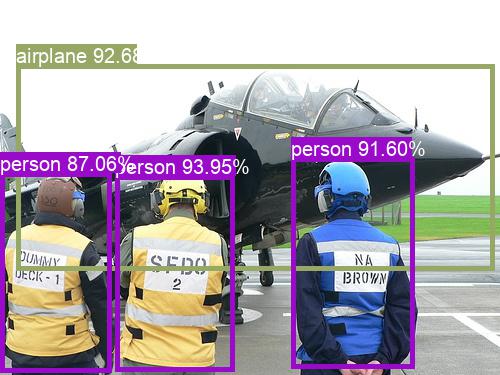 airplane 92.68
person 87.06%
person 93.95%
person 91.60%
DUMMY
DECK - 1
SFDO
2
NA
BROWN